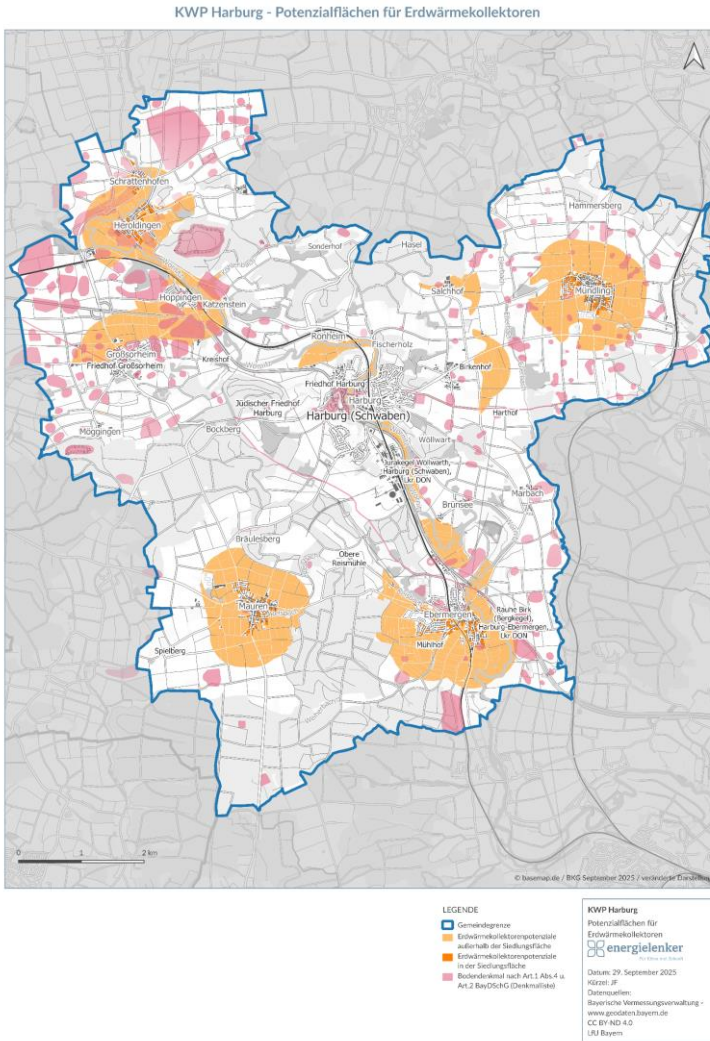 KWP Harburg - Potenzialflächen für Erdwärmekollektoren
Schrattenhofen
Heroldingen
Hammersberg
Sonderhof
Hasel
Salchhof
Mündling
Hoppingen
Katzenstein
Ronheim
Fischerholz
Großsorheim
Friedhof Großsorheim
Kreishof
Birkenhof
Friedhof Harburg
Harburg
Jüdischer Friedhof
Harburg
Harburg (Schwaben)
Harthof
Möggingen
Bockberg
Wöllwart
Jurakegel Wöllwarth,
Harburg (Schwaben),
Lkr DON
Marbach
Brünsee
Bräulesberg
Obere
Reismühle
Mauren
Ebermergen
Rauhe Birk
(Bergkegel),
Harburg-Ebermergen,
Lkr DON
Mühlhof
Spielberg
0 1 2 km
© basemap.de / BKG September 2025 / veränderte Darstellung
LEGENDE
Gemeindegrenze
Erdwärmekollektorenpotenziale
außerhalb der Siedlungsfläche
Erdwärmekollektorenpotenziale
in der Siedlungsfläche
Bodendenkmal nach Art.1 Abs.4 u.
Art.2 BayDSchG (Denkmalliste)
KWP Harburg
Potenzialflächen für
Erdwärmekollektoren
energielenker
Datum: 29. September 2025
Kürzel: JF
Datenquellen:
Bayerische Vermessungsverwaltung -
www.geodaten.bayern.de
CC BY-ND 4.0
LfU Bayern